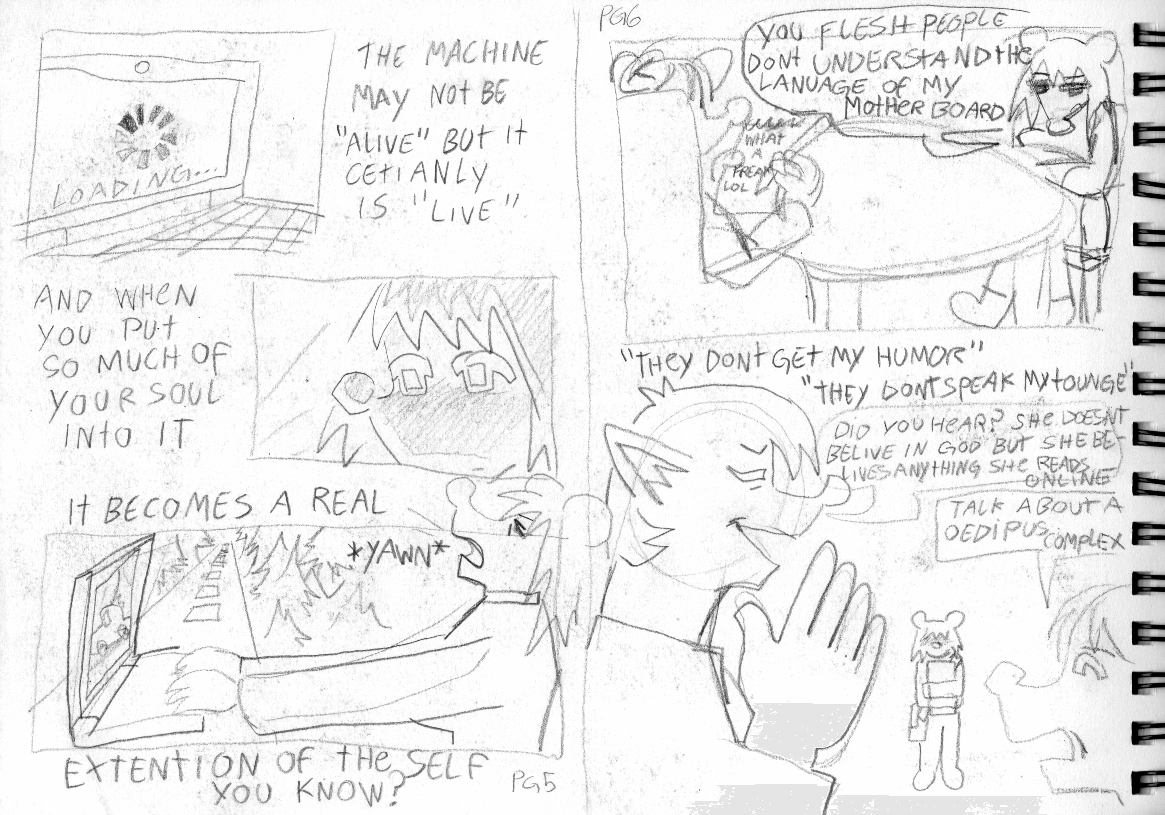 THE MACHINE
MAY NOT BE
"ALIVE" BUT IT
CETIANLY
IS "LIVE"
LOADING...
AND WHEN
YOU PUT
SO MUCH OF
YOUR SOUL
INTO IT
IT BECOMES A REAL
*YAWN*
EXTENTION OF THE SELF
YOU KNOW?
PG5
PG6
YOU FLESH PEOPLE
DONT UNDERSTAND THE
LANUAGE OF MY
MOTHER BOARD
WHAT
A
FREAK
LOL
"THEY DONT GET MY HUMOR"
"THEY DONT SPEAK MY TOUNGE"
DID YOU HEAR? SHE DOESNT
BELIVE IN GOD BUT SHE BE-
LIVES ANYTHING SHE READS
ONLINE
TALK ABOUT A
OEDIPUS COMPLEX